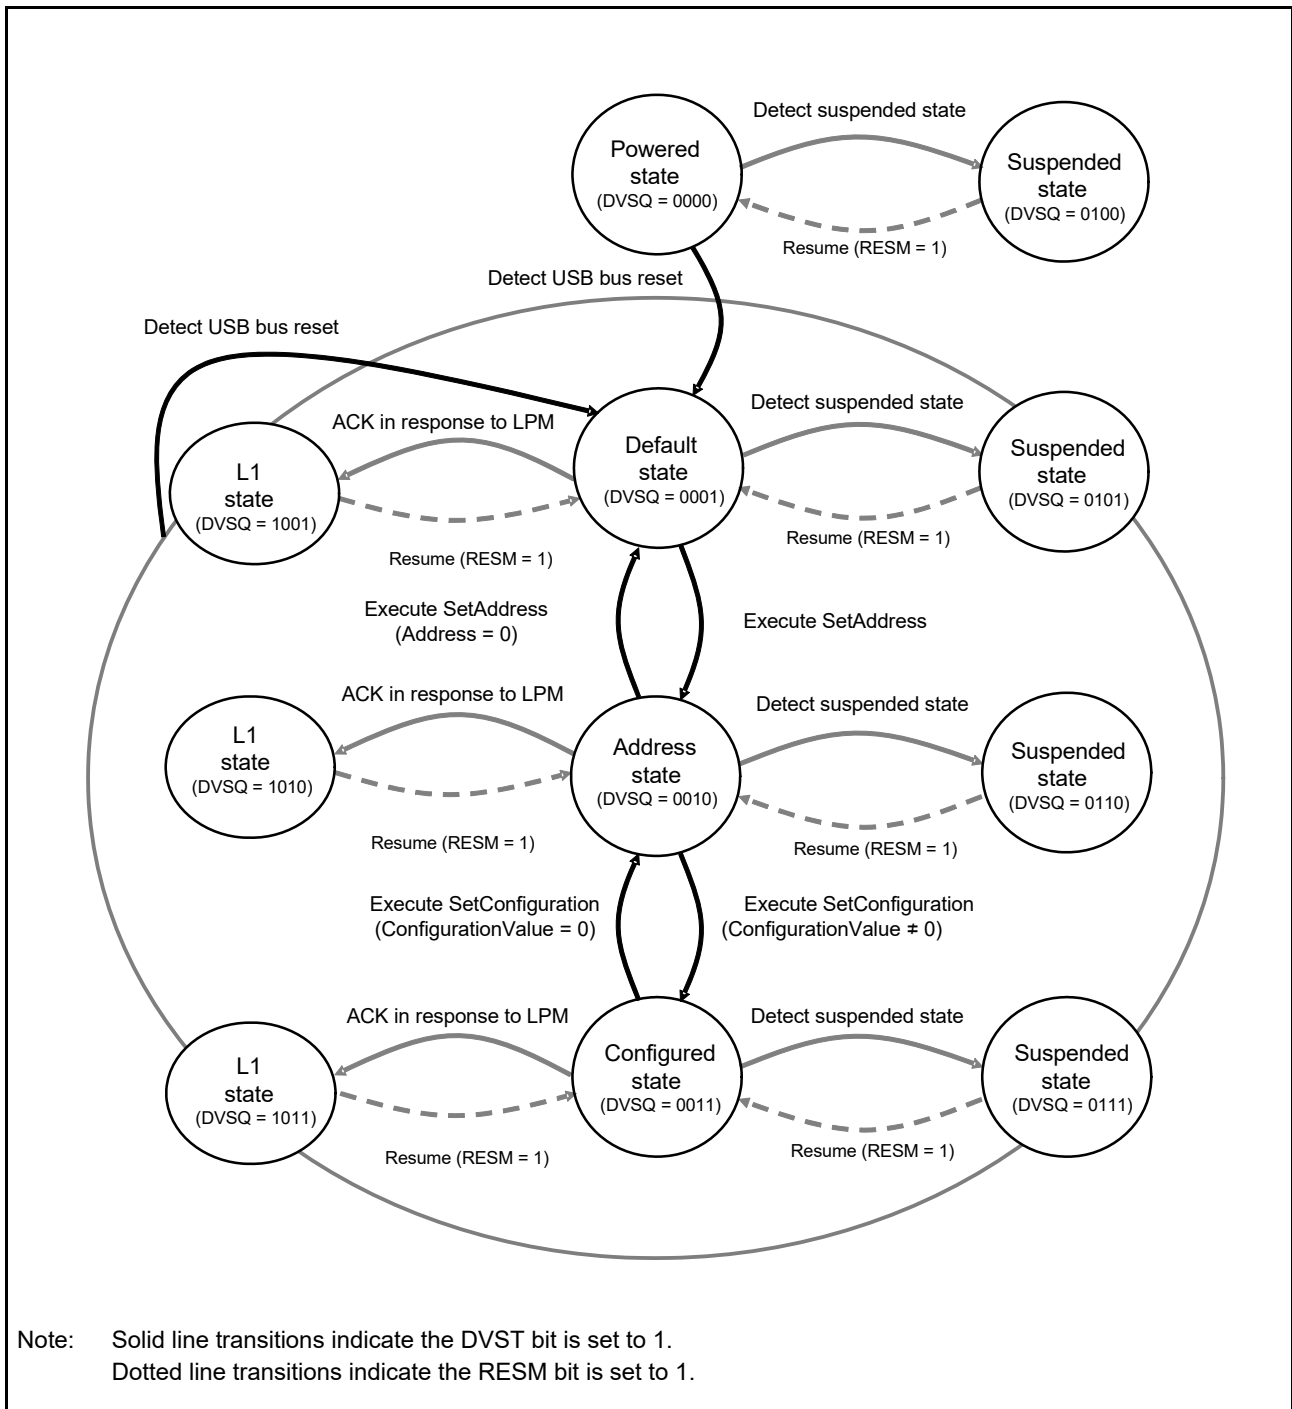 Detect suspended state
Powered
state
(DVSQ = 0000)
Suspended
state
(DVSQ = 0100)
Resume (RESM = 1)
Detect USB bus reset
Detect USB bus reset
ACK in response to LPM
Detect suspended state
L1
state
(DVSQ = 1001)
Default
state
(DVSQ = 0001)
Suspended
state
(DVSQ = 0101)
Resume (RESM = 1)
Resume (RESM = 1)
Execute SetAddress
(Address = 0)
Execute SetAddress
ACK in response to LPM
Detect suspended state
L1
state
(DVSQ = 1010)
Address
state
(DVSQ = 0010)
Suspended
state
(DVSQ = 0110)
Resume (RESM = 1)
Resume (RESM = 1)
Execute SetConfiguration
(ConfigurationValue = 0)
Execute SetConfiguration
(ConfigurationValue ≠ 0)
ACK in response to LPM
Detect suspended state
L1
state
(DVSQ = 1011)
Configured
state
(DVSQ = 0011)
Suspended
state
(DVSQ = 0111)
Resume (RESM = 1)
Resume (RESM = 1)
Note: Solid line transitions indicate the DVST bit is set to 1.
Dotted line transitions indicate the RESM bit is set to 1.